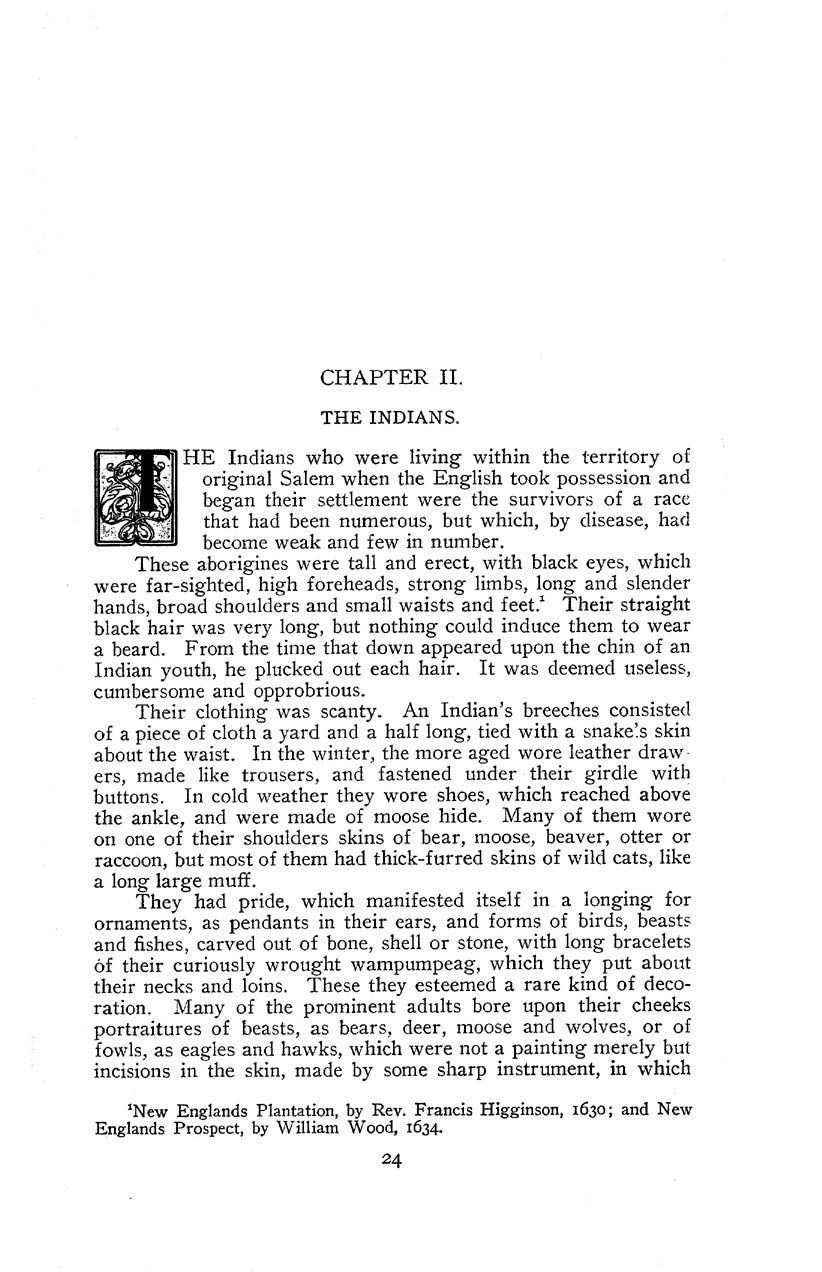 CHAPTER II.
THE INDIANS.
THE Indians who were living within the territory of
original Salem when the English took possession and
began their settlement were the survivors of a race
that had been numerous, but which, by disease, had
become weak and few in number.
These aborigines were tall and erect, with black eyes, which
were far-sighted, high foreheads, strong limbs, long and slender
hands, broad shoulders and small waists and feet.¹ Their straight
black hair was very long, but nothing could induce them to wear
a beard. From the time that down appeared upon the chin of an
Indian youth, he plucked out each hair. It was deemed useless,
cumbersome and opprobrious.
Their clothing was scanty. An Indian's breeches consisted
of a piece of cloth a yard and a half long, tied with a snake's skin
about the waist. In the winter, the more aged wore leather draw-
ers, made like trousers, and fastened under their girdle with
buttons. In cold weather they wore shoes, which reached above
the ankle, and were made of moose hide. Many of them wore
on one of their shoulders skins of bear, moose, beaver, otter or
raccoon, but most of them had thick-furred skins of wild cats, like
a long large muff.
They had pride, which manifested itself in a longing for
ornaments, as pendants in their ears, and forms of birds, beasts
and fishes, carved out of bone, shell or stone, with long bracelets
of their curiously wrought wampumpeag, which they put about
their necks and loins. These they esteemed a rare kind of deco-
ration. Many of the prominent adults bore upon their cheeks
portraitures of beasts, as bears, deer, moose and wolves, or of
fowls, as eagles and hawks, which were not a painting merely but
incisions in the skin, made by some sharp instrument, in which
¹New Englands Plantation, by Rev. Francis Higginson, 1630; and New
Englands Prospect, by William Wood, 1634.
24